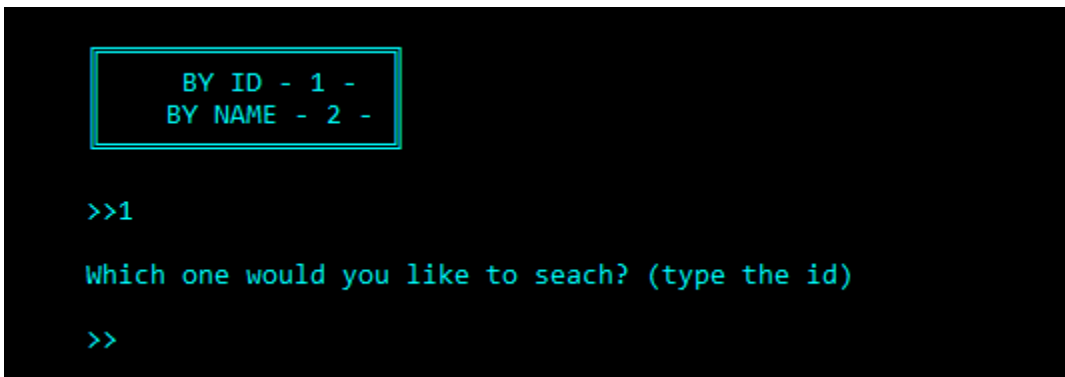 BY ID - 1 -
BY NAME - 2 -
>>1
Which one would you like to seach? (type the id)
>>